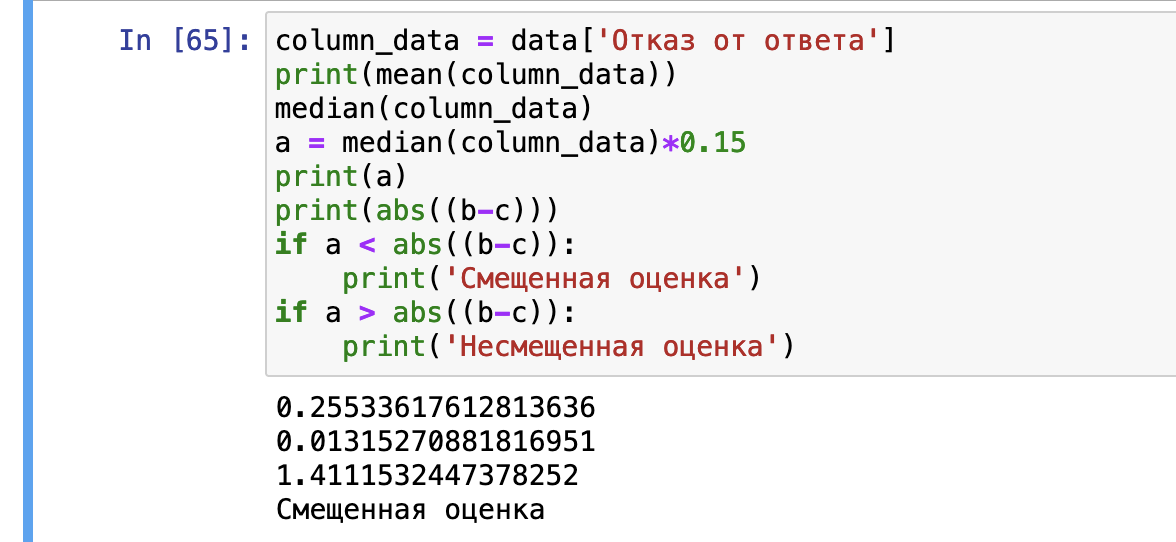 In [65]: column_data = data['Отказ от ответа']
print(mean(column_data))
median(column_data)
a = median(column_data)*0.15
print(a)
print(abs((b-c)))
if a < abs((b-c)):
    print('Смещенная оценка')
if a > abs((b-c)):
    print('Несмещенная оценка')
0.25533617612813636
0.01315270881816951
1.4111532447378252
Смещенная оценка